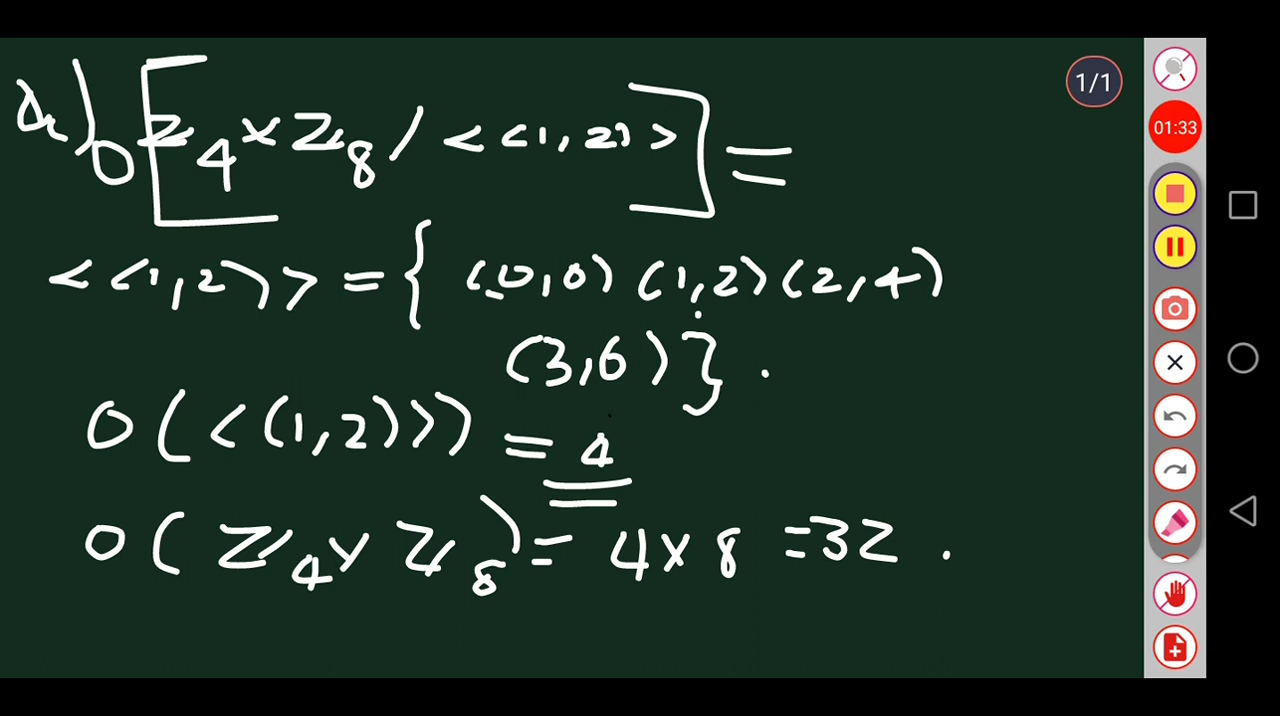 a) O[Z₄×Z₈/<(1,2)>] =
<(1,2)> = { (0,0) (1,2) (2,4)
(3,6) } .
O(<(1,2)>) = 4
O(Z₄×Z₈) = 4×8 =32 .
1/1
01:33